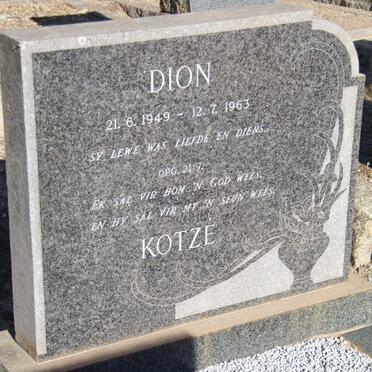 DION
21. 6. 1949 - 12. 7. 1963
SY LEWE WAS LIEFDE EN DIENS.
OPG. 21:7.
EK SAL VIR HOM 'N GOD WEES,
EN HY SAL VIR MY 'N SEUN WEES.
KOTZÉ